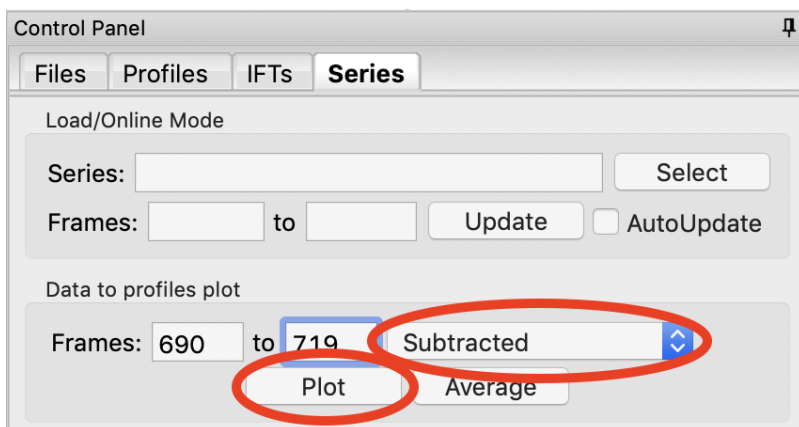 Control Panel
Files Profiles IFTs Series
Load/Online Mode
Series: Select
Frames: to Update AutoUpdate
Data to profiles plot
Frames: 690 to 719 Subtracted
Plot Average